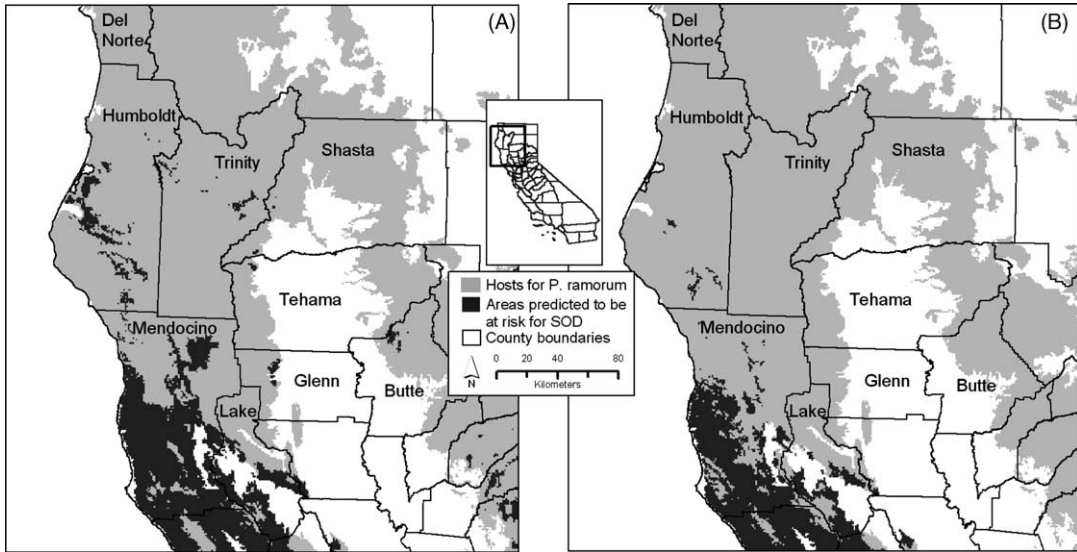 (A)
Del
Norte
Humboldt
Trinity
Shasta
Tehama
Mendocino
Glenn
Butte
Lake
Hosts for P. ramorum
Areas predicted to be
at risk for SOD
County boundaries
0 20 40 80
Kilometers
N
(B)
Del
Norte
Humboldt
Trinity
Shasta
Tehama
Mendocino
Glenn
Butte
Lake